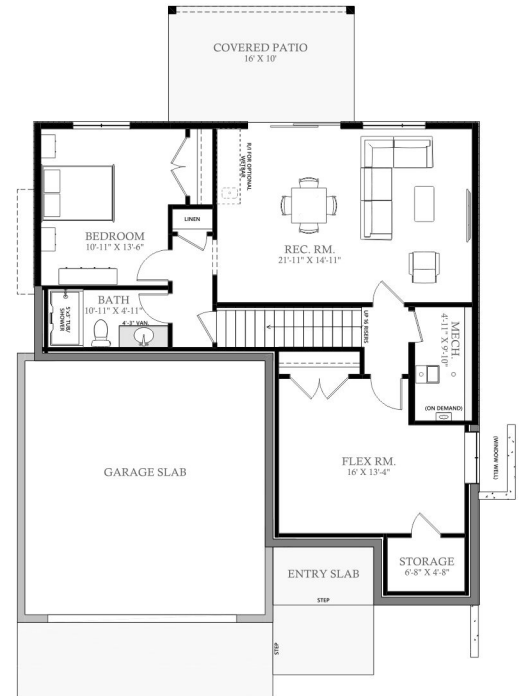 COVERED PATIO
16' X 10'
R/I FOR OPTIONAL
WETBAR
LINEN
BEDROOM
10'-11" X 13'-6"
REC. RM.
21'-11" X 14'-11"
BATH
10'-11" X 4'-11"
5'X3' TUB/
SHOWER
4'-3" VAN.
UP 16 RISERS
MECH.
4'-11" X 9'-10"
(ON DEMAND)
FLEX RM.
16' X 13'-4"
(WINDOW WELL)
GARAGE SLAB
STORAGE
6'-8" X 4'-8"
ENTRY SLAB
STEP
STEP